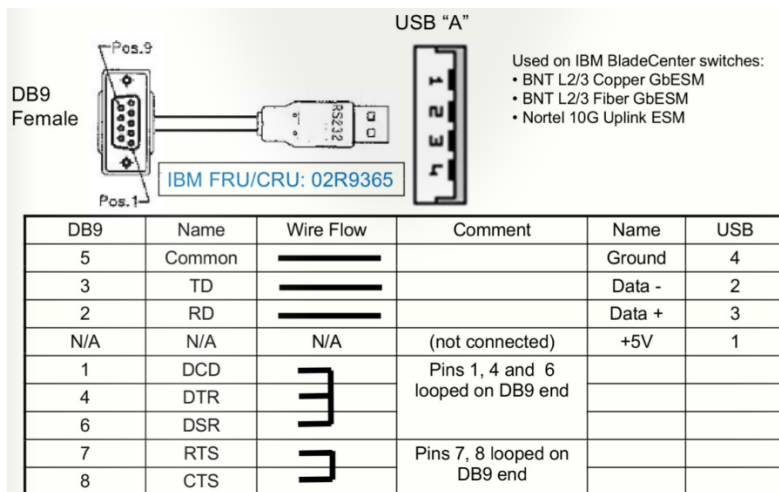 USB “A”
Pos.9
DB9
Female
RS232
1
2
3
4
Used on IBM BladeCenter switches:
• BNT L2/3 Copper GbESM
• BNT L2/3 Fiber GbESM
• Nortel 10G Uplink ESM
IBM FRU/CRU: 02R9365
Pos.1
DB9 Name Wire Flow Comment Name USB
5 Common Ground 4
3 TD Data - 2
2 RD Data + 3
N/A N/A N/A (not connected) +5V 1
1 DCD Pins 1, 4 and 6
4 DTR looped on DB9 end
6 DSR
7 RTS Pins 7, 8 looped on
8 CTS DB9 end